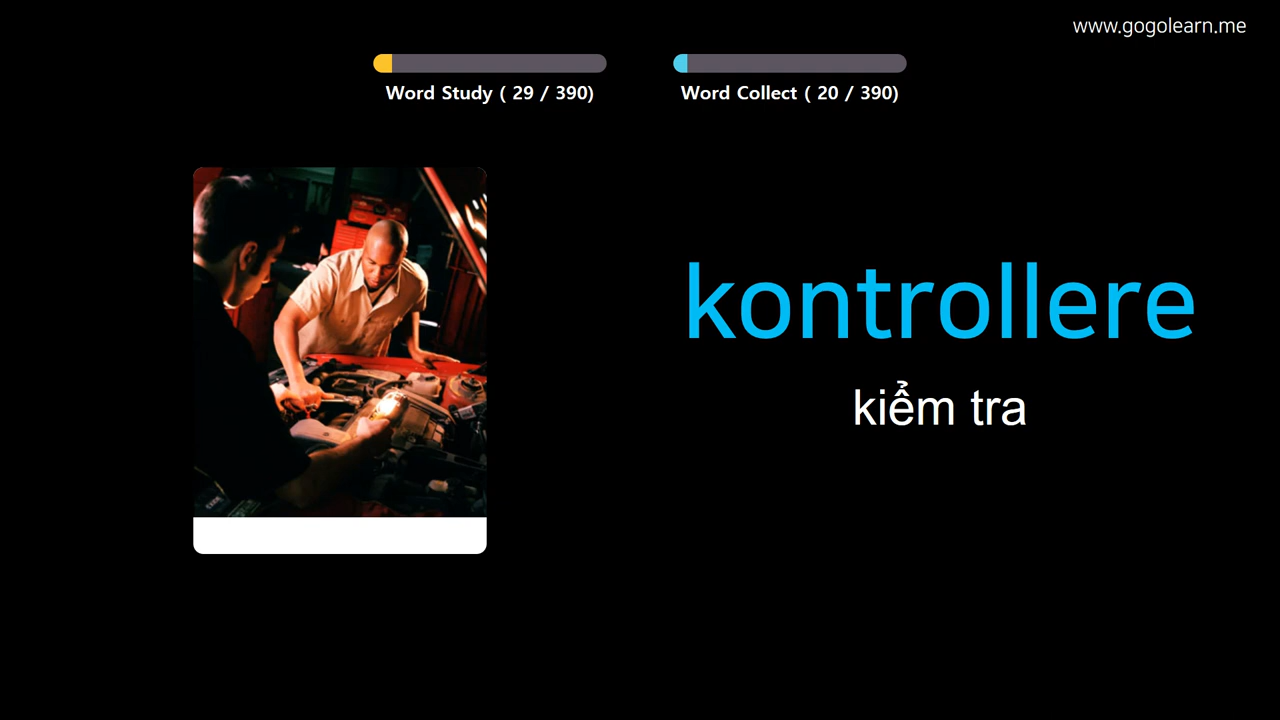 www.gogolearn.me
Word Study ( 29 / 390)
Word Collect ( 20 / 390)
kontrollere
kiểm tra